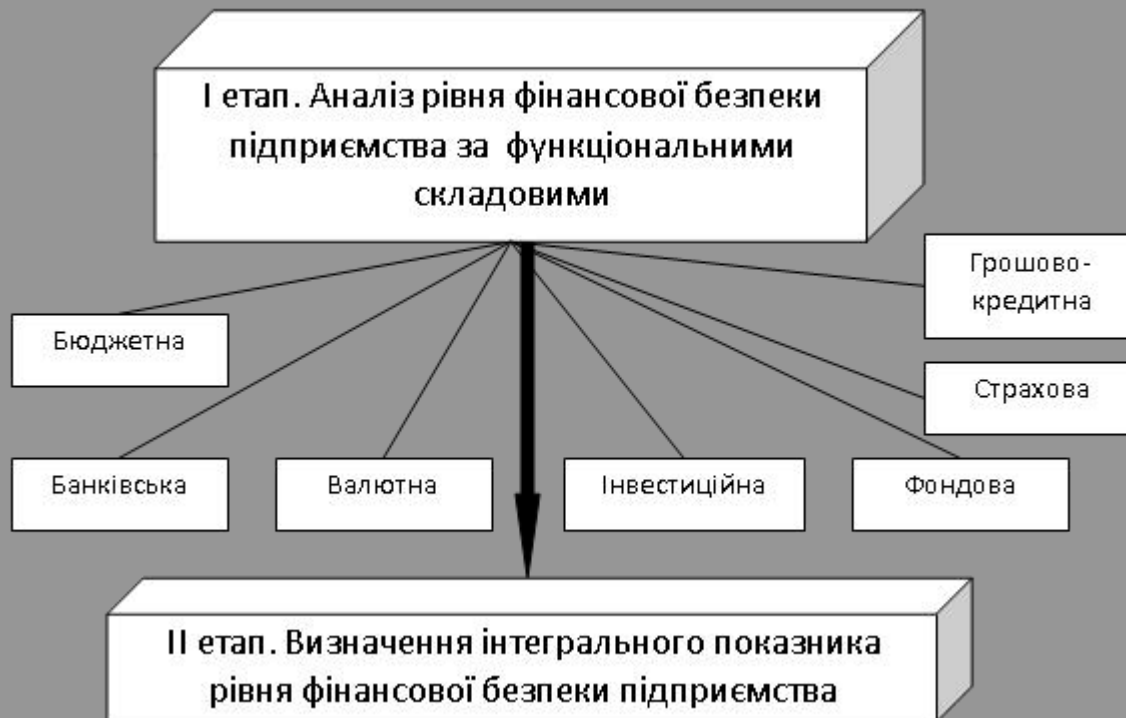 І етап. Аналіз рівня фінансової безпеки
підприємства за функціональними
складовими
Грошово-
кредитна
Бюджетна
Страхова
Банківська
Валютна
Інвестиційна
Фондова
ІІ етап. Визначення інтегрального показника
рівня фінансової безпеки підприємства